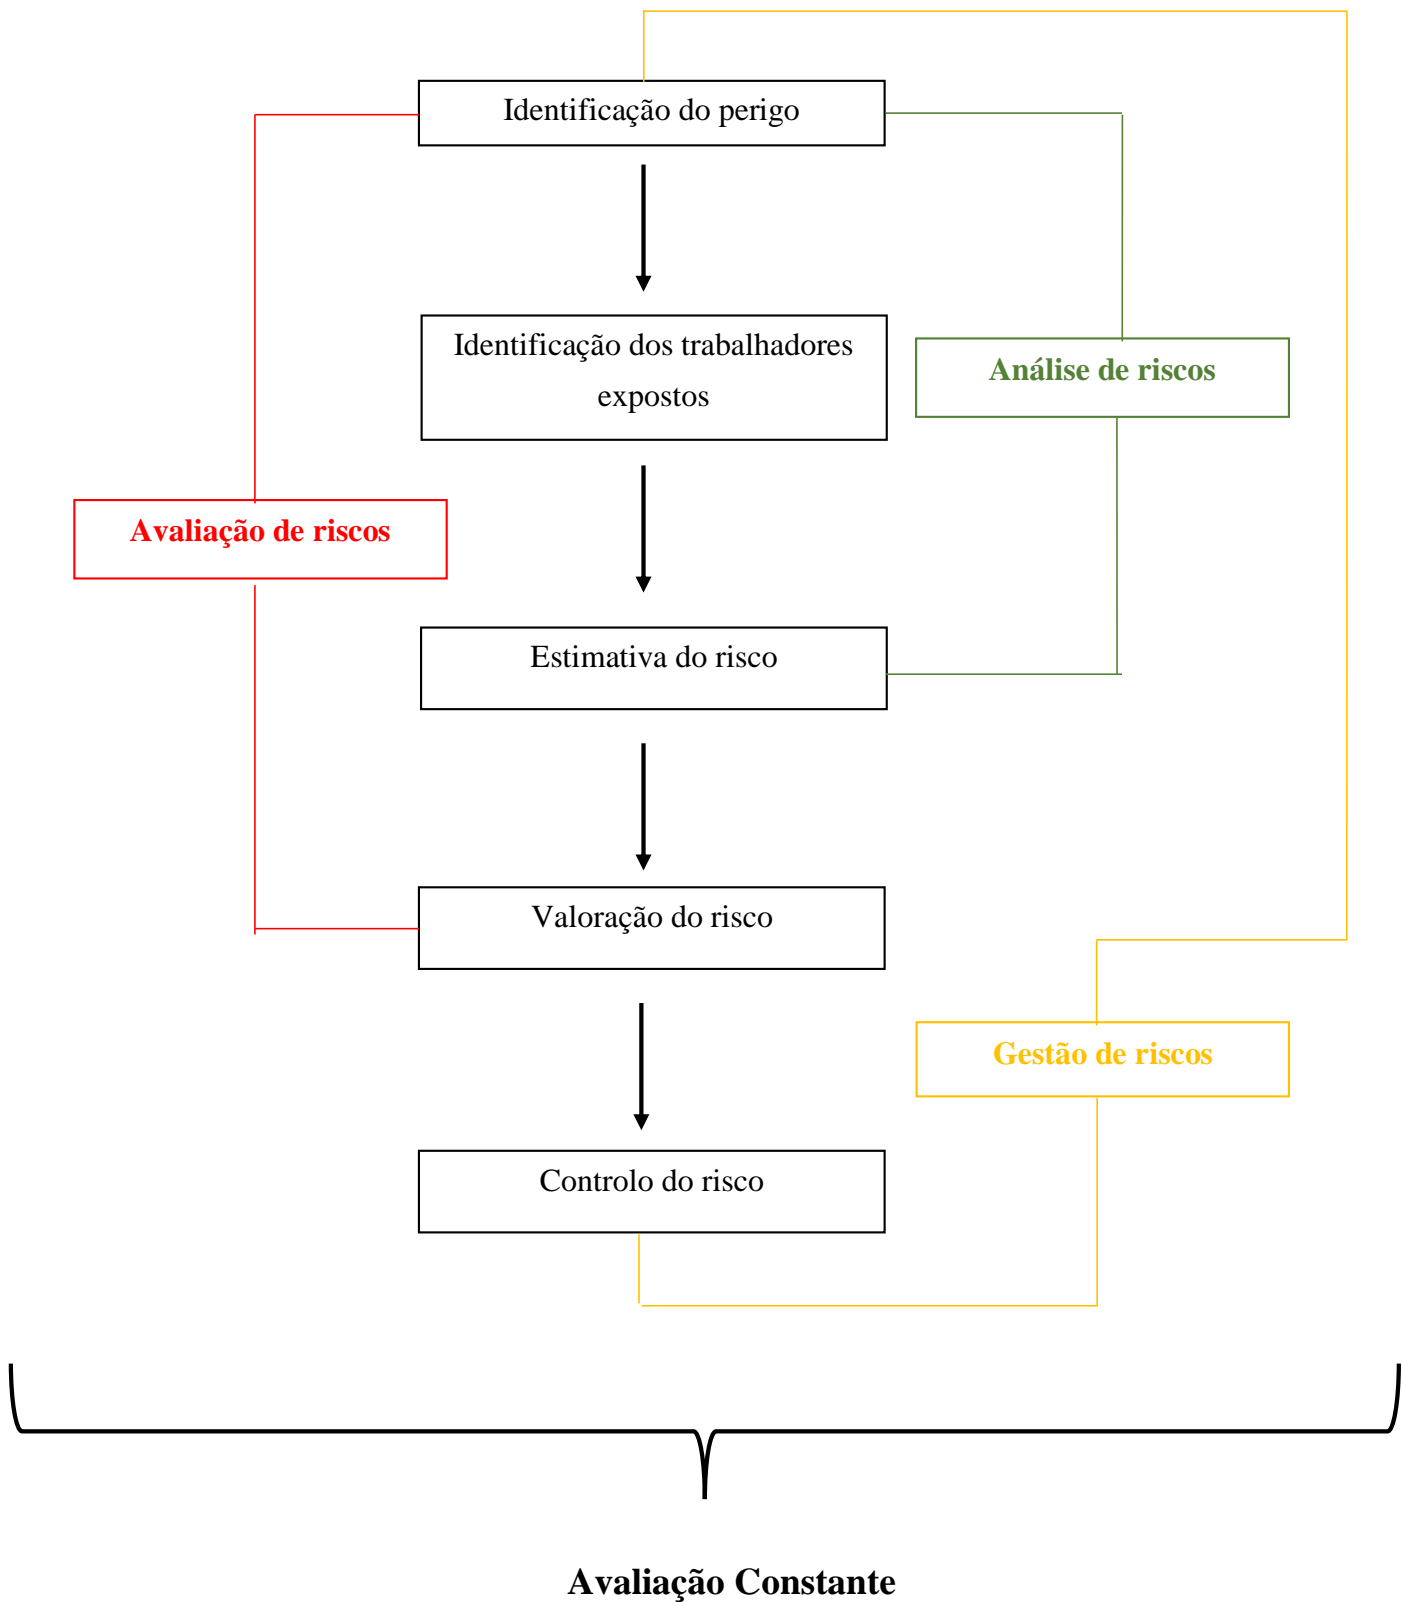 Identificação do perigo
Identificação dos trabalhadores
expostos
Análise de riscos
Avaliação de riscos
Estimativa do risco
Valoração do risco
Gestão de riscos
Controlo do risco
Avaliação Constante